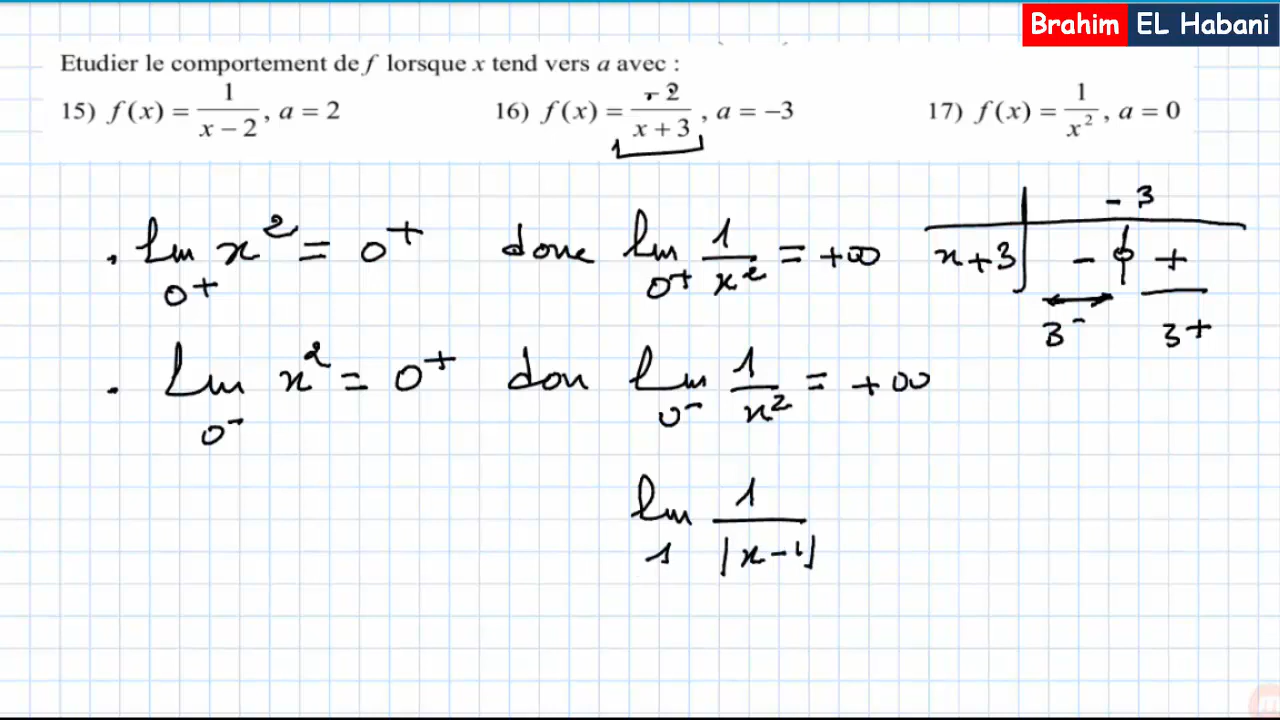 Brahim EL Habani
Etudier le comportement de f lorsque x tend vers a avec :
15) f(x) = 1/(x − 2), a = 2 16) f(x) = −2/(x + 3), a = −3 17) f(x) = 1/x², a = 0
− 3
x+3 − 0 +
3⁻ 3+
. lim 0+ x² = 0+ donc lim 0+ 1/x² = +∞
. lim 0⁻ x² = 0+ don lim 0⁻ 1/x² = +∞
lim 1 1/|x−1|